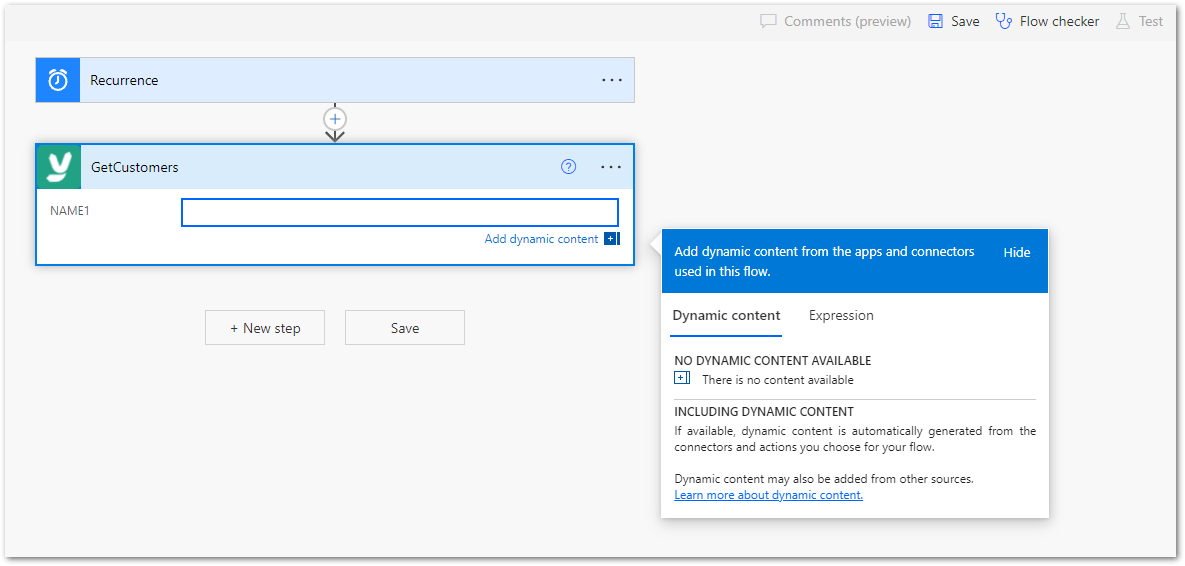 Comments (preview) Save Flow checker Test
Recurrence
GetCustomers
NAME1
Add dynamic content
Add dynamic content from the apps and connectors
used in this flow.
Hide
Dynamic content Expression
+ New step Save
NO DYNAMIC CONTENT AVAILABLE
There is no content available
INCLUDING DYNAMIC CONTENT
If available, dynamic content is automatically generated from the
connectors and actions you choose for your flow.
Dynamic content may also be added from other sources.
Learn more about dynamic content.